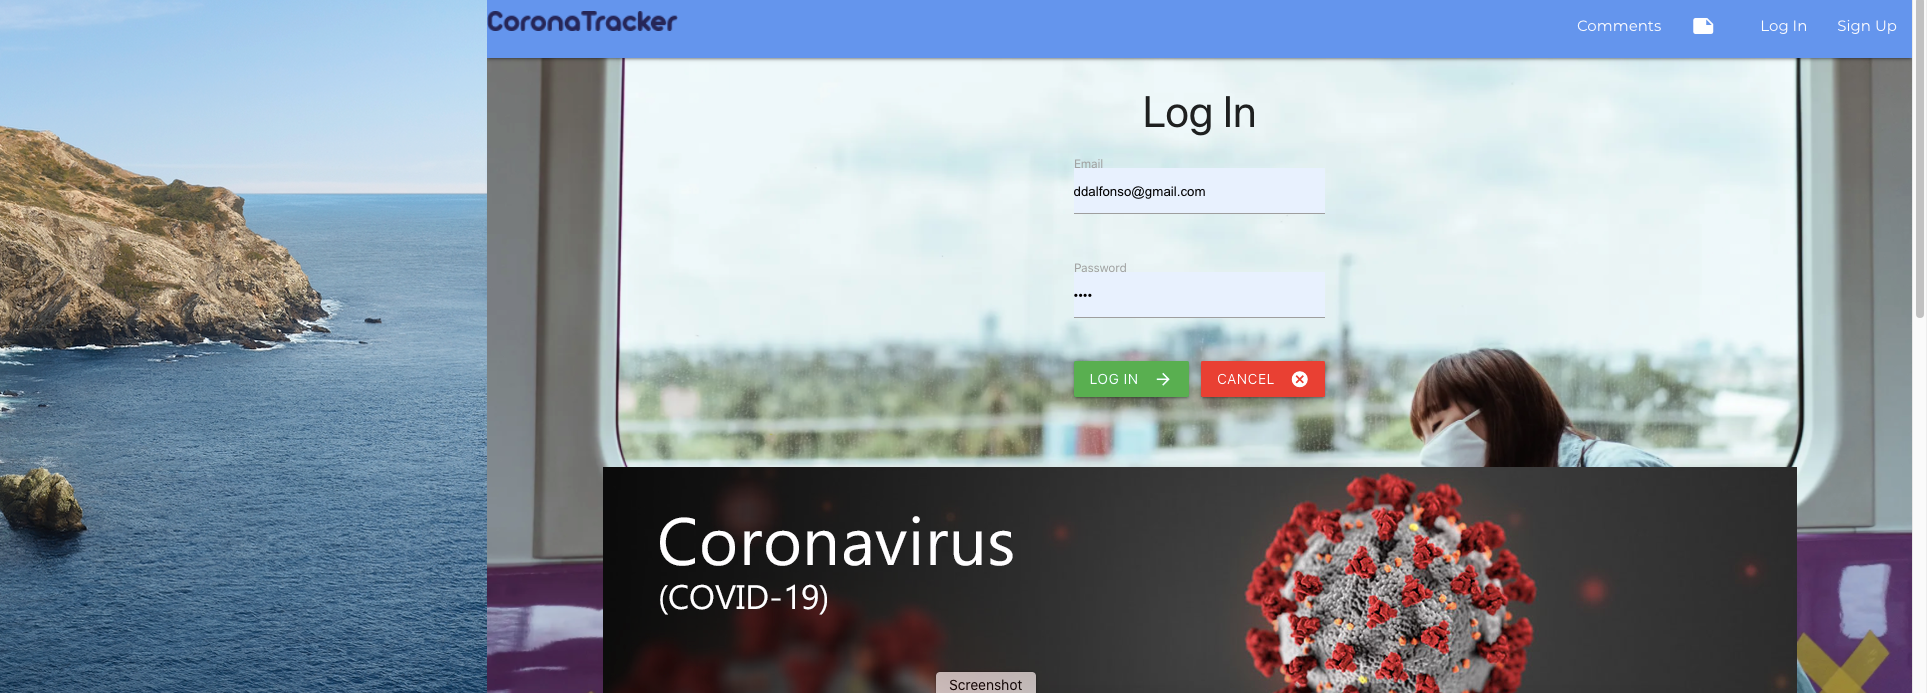 CoronaTracker
Comments
Log In
Sign Up
Log In
Email
ddalfonso@gmail.com
Password
••••
LOG IN
CANCEL
Coronavirus
(COVID-19)
Screenshot